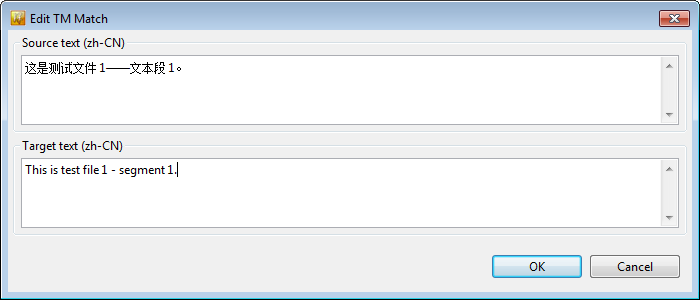 Edit TM Match
Source text (zh-CN)
这是测试文件 1——文本段 1。
Target text (zh-CN)
This is test file 1 - segment 1.
OK
Cancel